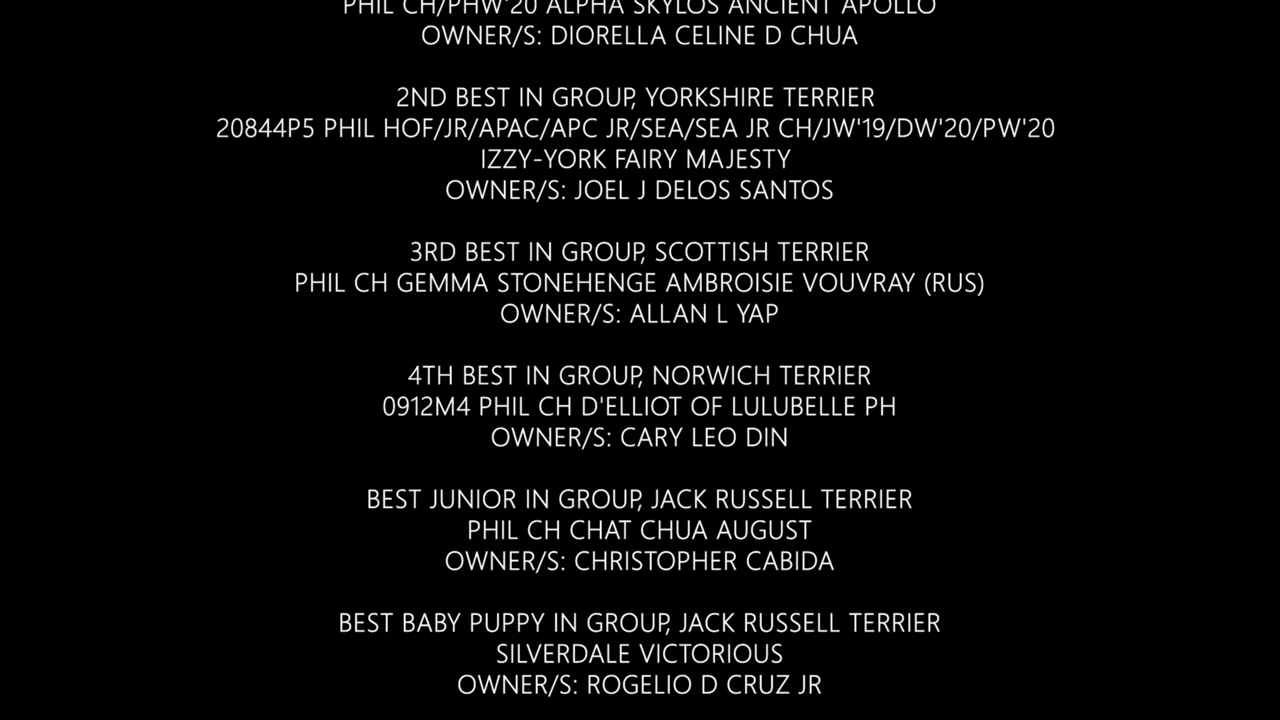 PHIL CH/PHW'20 ALPHA SKYLOS ANCIENT APOLLO
OWNER/S: DIORELLA CELINE D CHUA
2ND BEST IN GROUP, YORKSHIRE TERRIER
20844P5 PHIL HOF/JR/APAC/APC JR/SEA/SEA JR CH/JW'19/DW'20/PW'20
IZZY-YORK FAIRY MAJESTY
OWNER/S: JOEL J DELOS SANTOS
3RD BEST IN GROUP, SCOTTISH TERRIER
PHIL CH GEMMA STONEHENGE AMBROISIE VOUVRAY (RUS)
OWNER/S: ALLAN L YAP
4TH BEST IN GROUP, NORWICH TERRIER
0912M4 PHIL CH D'ELLIOT OF LULUBELLE PH
OWNER/S: CARY LEO DIN
BEST JUNIOR IN GROUP, JACK RUSSELL TERRIER
PHIL CH CHAT CHUA AUGUST
OWNER/S: CHRISTOPHER CABIDA
BEST BABY PUPPY IN GROUP, JACK RUSSELL TERRIER
SILVERDALE VICTORIOUS
OWNER/S: ROGELIO D CRUZ JR